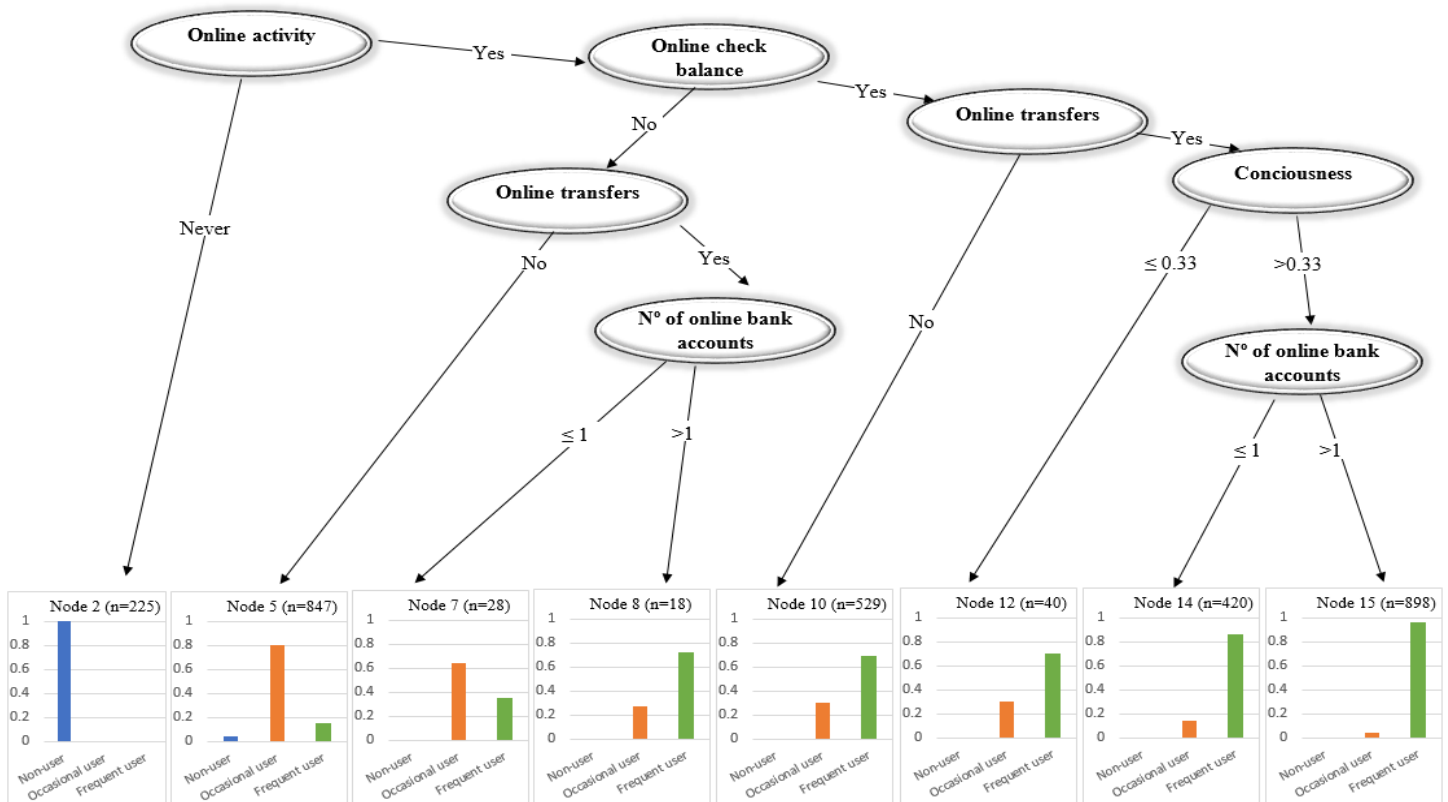 Online activity
Yes
Online check
balance
Yes
Online transfers
Yes
Conciousness
No
Online transfers
Never
No
Yes
Nº of online bank
accounts
No
≤ 0.33
>0.33
Nº of online bank
accounts
≤ 1
>1
≤ 1
>1
Node 2 (n=225)
1
0.8
0.6
0.4
0.2
0
Non-user
Occasional user
Frequent user
Node 5 (n=847)
1
0.8
0.6
0.4
0.2
0
Non-user
Occasional user
Frequent user
Node 7 (n=28)
1
0.8
0.6
0.4
0.2
0
Non-user
Occasional user
Frequent user
Node 8 (n=18)
1
0.8
0.6
0.4
0.2
0
Non-user
Occasional user
Frequent user
Node 10 (n=529)
1
0.8
0.6
0.4
0.2
0
Non-user
Occasional user
Frequent user
Node 12 (n=40)
1
0.8
0.6
0.4
0.2
0
Non-user
Occasional user
Frequent user
Node 14 (n=420)
1
0.8
0.6
0.4
0.2
0
Non-user
Occasional user
Frequent user
Node 15 (n=898)
1
0.8
0.6
0.4
0.2
0
Non-user
Occasional user
Frequent user